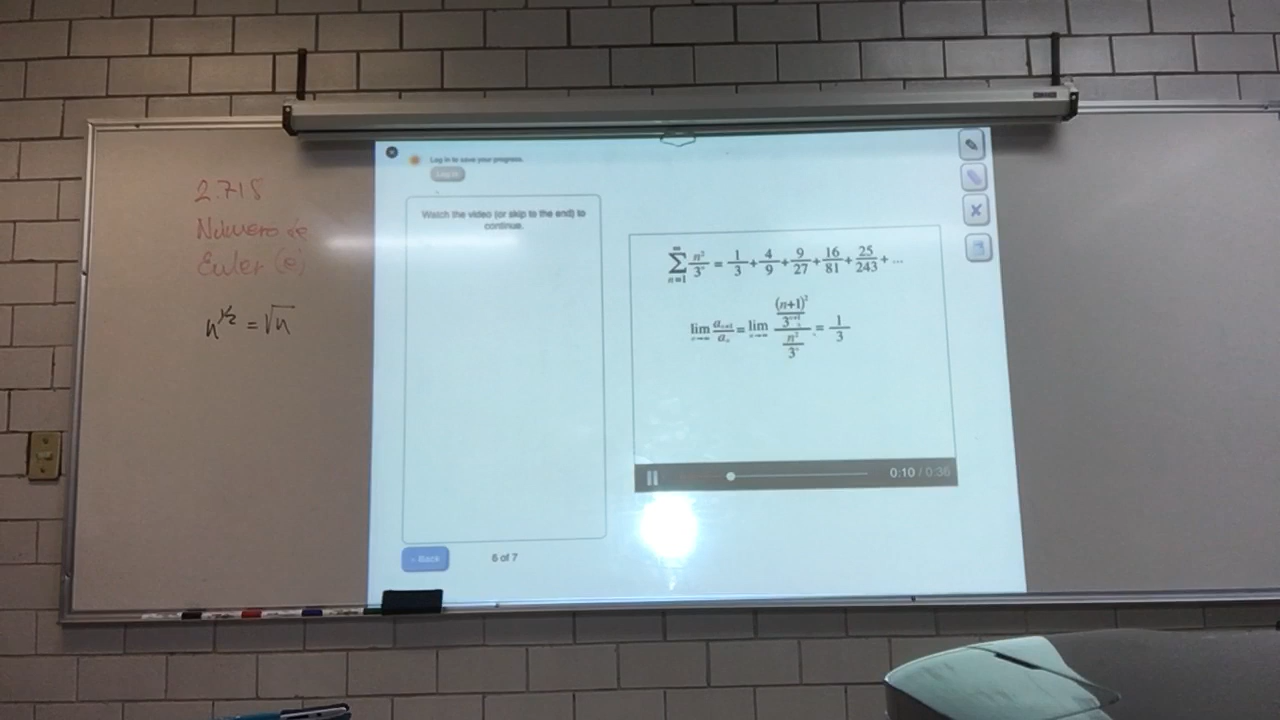 2.718
Número de
Euler (e)
n^{1/2} = √n
Log in to save your progress.
Log in
Watch the video (or skip to the end) to
continue.
∑_{n=1}^{∞} n²/3ⁿ = 1/3 + 4/9 + 9/27 + 16/81 + 25/243 + ...
lim_{n→∞} a_{n+1}/a_n = lim_{n→∞} ((n+1)²/3^{n+1})/(n²/3ⁿ) = 1/3
0:10 / 0:36
Back
6 of 7